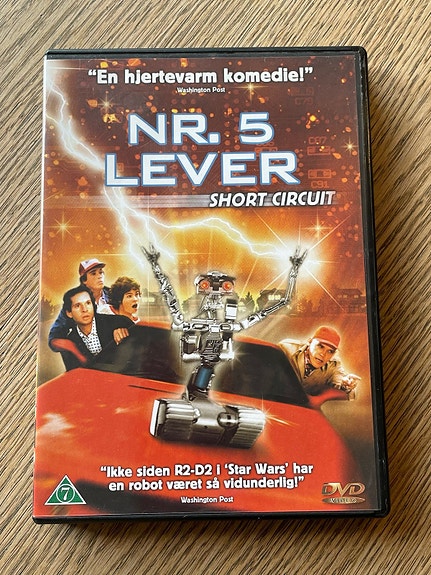 “En hjertevarm komedie!”
Washington Post
NR. 5
LEVER
SHORT CIRCUIT
7
“Ikke siden R2-D2 i ‘Star Wars’ har
en robot været så vidunderlig!”
Washington Post
DVD